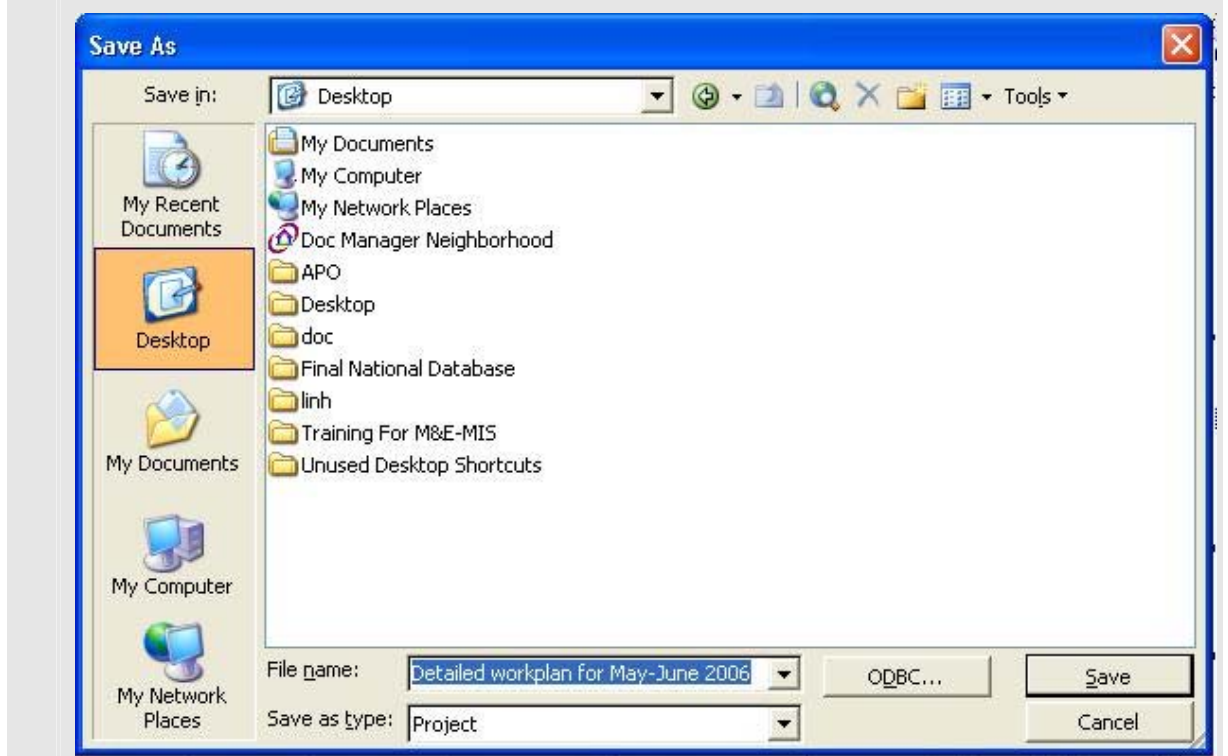 Save As
Save in:
Desktop
Tools
My Recent
Documents
Desktop
My Documents
My Computer
My Network
Places
My Documents
My Computer
My Network Places
Doc Manager Neighborhood
APO
Desktop
doc
Final National Database
linh
Training For M&E-MIS
Unused Desktop Shortcuts
File name:
Detailed workplan for May-June 2006
ODBC...
Save
Save as type:
Project
Cancel